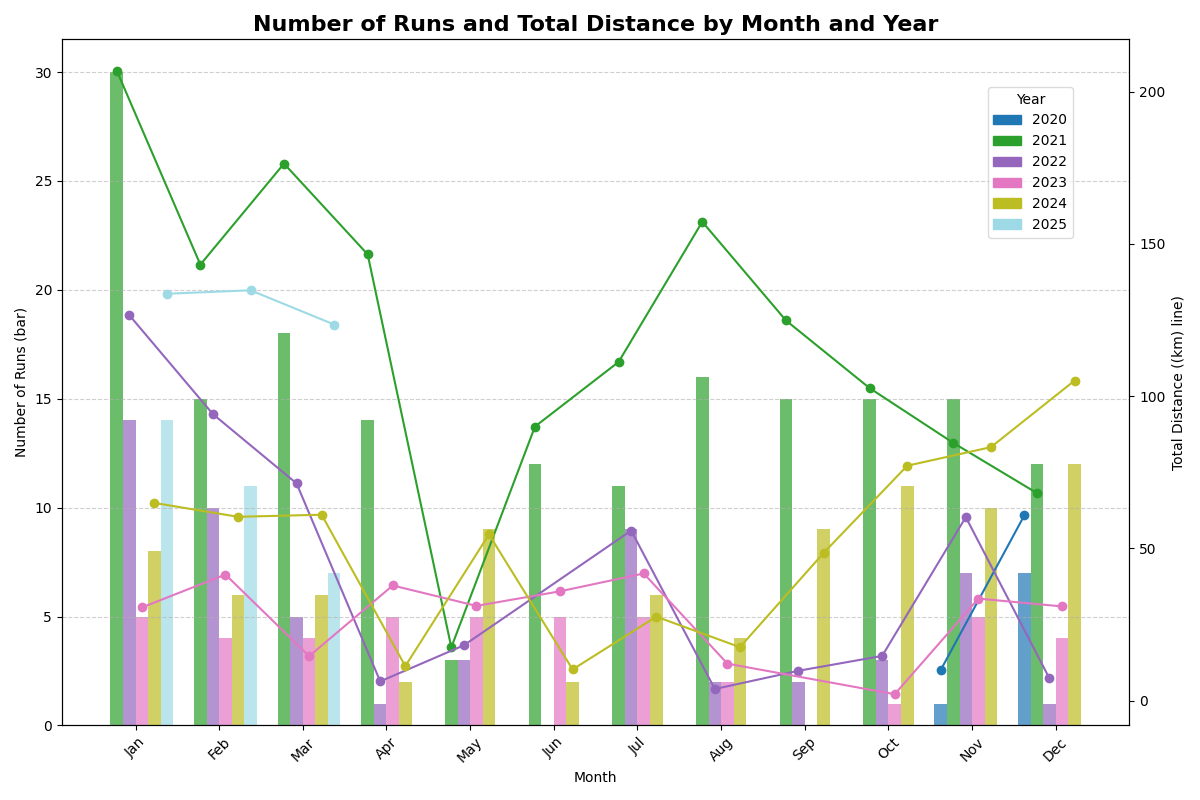 Number of Runs and Total Distance by Month and Year
30
25
20
15
10
5
0
Number of Runs (bar)
200
150
100
50
0
Total Distance ((km) line)
Year
2020
2021
2022
2023
2024
2025
Jan
Feb
Mar
Apr
May
Jun
Jul
Aug
Sep
Oct
Nov
Dec
Month